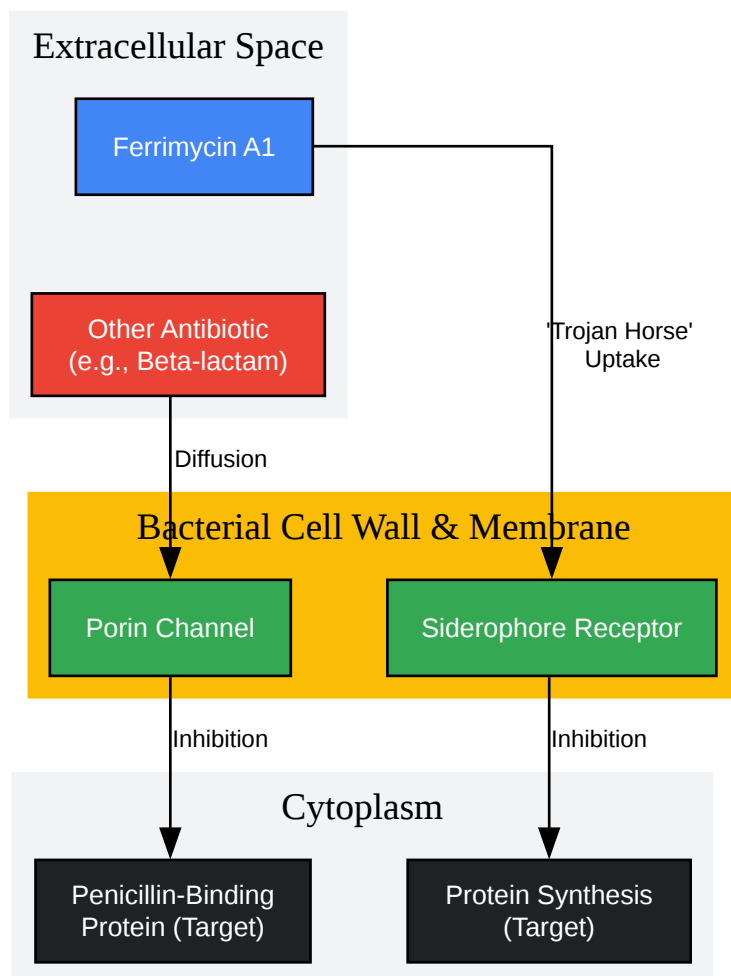 Extracellular Space
Ferrimycin A1
Other Antibiotic
(e.g., Beta-lactam)
'Trojan Horse'
Uptake
Diffusion
Bacterial Cell Wall & Membrane
Porin Channel
Siderophore Receptor
Inhibition
Inhibition
Cytoplasm
Penicillin-Binding
Protein (Target)
Protein Synthesis
(Target)